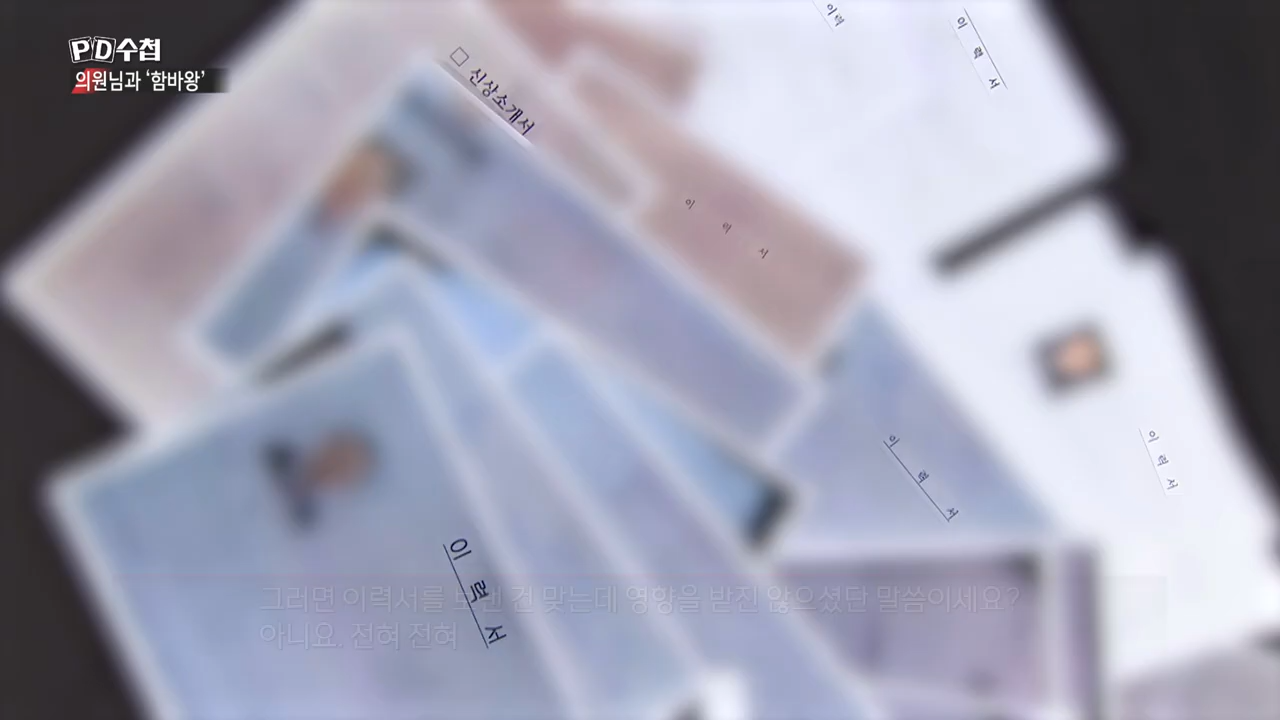 PD수첩
의원님과 '함바왕'
이력
이 력 서
□ 신상소개서
이 서
이 력 서
이 력 서
이 력 서
그러면 이력서를 보낸 건 맞는데 영향을 받진 않으셨단 말씀이세요?
아니요. 전혀 전혀